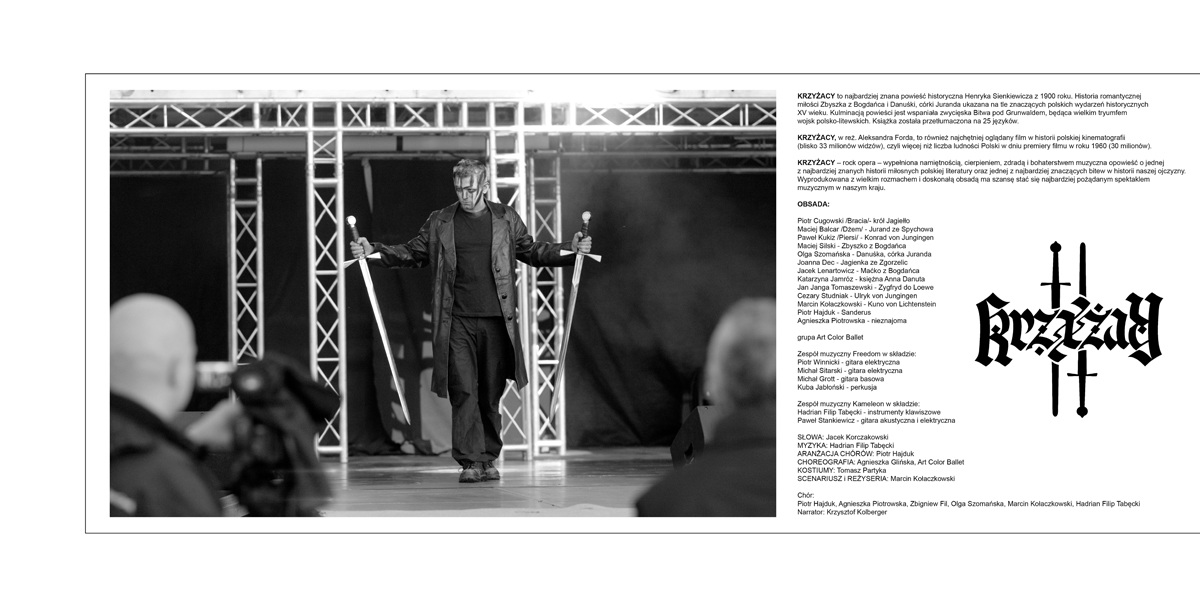 KRZYŻACY to najbardziej znana powieść historyczna Henryka Sienkiewicza z 1900 roku. Historia romantycznej
miłości Zbyszka z Bogdańca i Danuśki, córki Juranda ukazana na tle znaczących polskich wydarzeń historycznych
XV wieku. Kulminacją powieści jest wspaniała zwycięska Bitwa pod Grunwaldem, będąca wielkim tryumfem
wojsk polsko-litewskich. Książka została przetłumaczona na 25 języków.
KRZYŻACY, w reż. Aleksandra Forda, to również najchętniej oglądany film w historii polskiej kinematografii
(blisko 33 milionów widzów), czyli więcej niż liczba ludności Polski w dniu premiery filmu w roku 1960 (30 milionów).
KRZYŻACY – rock opera – wypełniona namiętnością, cierpieniem, zdradą i bohaterstwem muzyczna opowieść o jednej
z najbardziej znanych historii miłosnych polskiej literatury oraz jednej z najbardziej znaczących bitew w historii naszej ojczyzny.
Wyprodukowana z wielkim rozmachem i doskonałą obsadą ma szansę stać się najbardziej pożądanym spektaklem
muzycznym w naszym kraju.
OBSADA:
Piotr Cugowski /Bracia/- król Jagiełło
Maciej Balcar /Dżem/ - Jurand ze Spychowa
Paweł Kukiz /Piersi/ - Konrad von Jungingen
Maciej Silski - Zbyszko z Bogdańca
Olga Szomańska - Danuśka, córka Juranda
Joanna Dec - Jagienka ze Zgorzelic
Jacek Lenartowicz - Maćko z Bogdańca
Katarzyna Jamróz - księżna Anna Danuta
Jan Janga Tomaszewski - Zygfryd do Loewe
Cezary Studniak - Ulryk von Jungingen
Marcin Kołaczkowski - Kuno von Lichtenstein
Piotr Hajduk - Sanderus
Agnieszka Piotrowska - nieznajoma
grupa Art Color Ballet
Zespół muzyczny Freedom w składzie:
Piotr Winnicki - gitara elektryczna
Michał Sitarski - gitara elektryczna
Michał Grott - gitara basowa
Kuba Jabłoński - perkusja
Zespół muzyczny Kameleon w składzie:
Hadrian Filip Tabęcki - instrumenty klawiszowe
Paweł Stankiewicz - gitara akustyczna i elektryczna
SŁOWA: Jacek Korczakowski
MYZYKA: Hadrian Filip Tabęcki
ARANŻACJA CHÓRÓW: Piotr Hajduk
CHOREOGRAFIA: Agnieszka Glińska, Art Color Ballet
KOSTIUMY: Tomasz Partyka
SCENARIUSZ i REŻYSERIA: Marcin Kołaczkowski
Chór:
Piotr Hajduk, Agnieszka Piotrowska, Zbigniew Fil, Olga Szomańska, Marcin Kołaczkowski, Hadrian Filip Tabęcki
Narrator: Krzysztof Kolberger
Krzyżacy